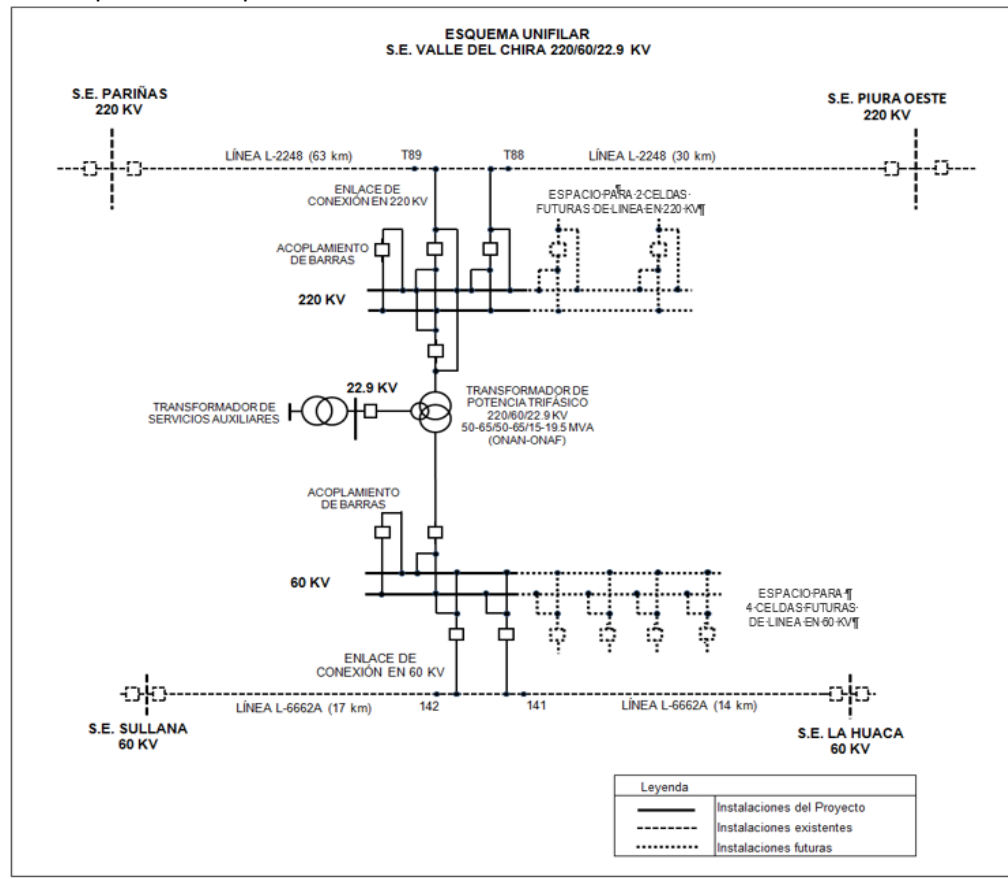 ESQUEMA UNIFILAR
S.E. VALLE DEL CHIRA 220/60/22.9 KV
S.E. PARIÑAS
220 KV
S.E. PIURA OESTE
220 KV
LÍNEA L-2248 (63 km)
T89
T88
LÍNEA L-2248 (30 km)
ENLACE DE
CONEXIÓN EN 220 KV
ESPACIO·PARA·2·CELDAS·
FUTURAS·DE·LINEA·EN·220·KV¶
ACOPLAMIENTO
DE BARRAS
220 KV
22.9 KV
TRANSFORMADOR DE
SERVICIOS AUXILIARES
TRANSFORMADOR DE
POTENCIA TRIFÁSICO
220/60/22.9 KV
50-65/50-65/15-19.5 MVA
(ONAN-ONAF)
ACOPLAMIENTO
DE BARRAS
60 KV
ESPACIO·PARA·¶
4·CELDAS·FUTURAS·
DE·LINEA·EN·60·KV¶
ENLACE DE
CONEXIÓN EN 60 KV
LÍNEA L-6662A (17 km)
142
141
LÍNEA L-6662A (14 km)
S.E. SULLANA
60 KV
S.E. LA HUACA
60 KV
Leyenda
Instalaciones del Proyecto
Instalaciones existentes
Instalaciones futuras